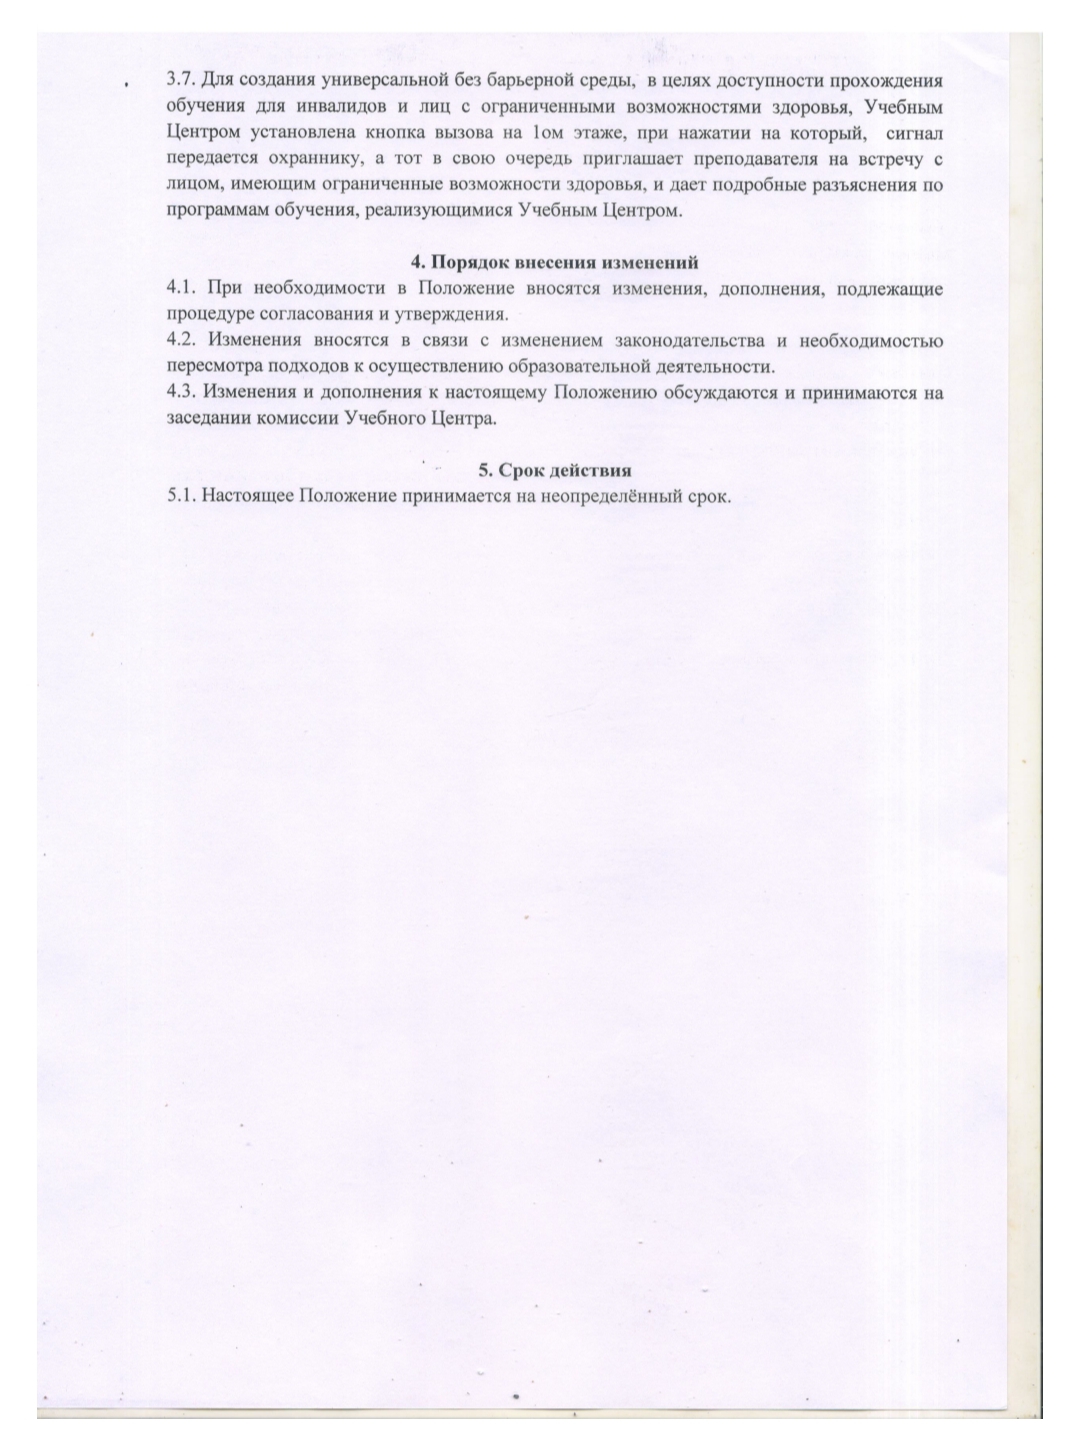 3.7. Для создания универсальной без барьерной среды, в целях доступности прохождения
обучения для инвалидов и лиц с ограниченными возможностями здоровья, Учебным
Центром установлена кнопка вызова на 1ом этаже, при нажатии на который, сигнал
передается охраннику, а тот в свою очередь приглашает преподавателя на встречу с
лицом, имеющим ограниченные возможности здоровья, и дает подробные разъяснения по
программам обучения, реализующимися Учебным Центром.
4. Порядок внесения изменений
4.1. При необходимости в Положение вносятся изменения, дополнения, подлежащие
процедуре согласования и утверждения.
4.2. Изменения вносятся в связи с изменением законодательства и необходимостью
пересмотра подходов к осуществлению образовательной деятельности.
4.3. Изменения и дополнения к настоящему Положению обсуждаются и принимаются на
заседании комиссии Учебного Центра.
5. Срок действия
5.1. Настоящее Положение принимается на неопределённый срок.